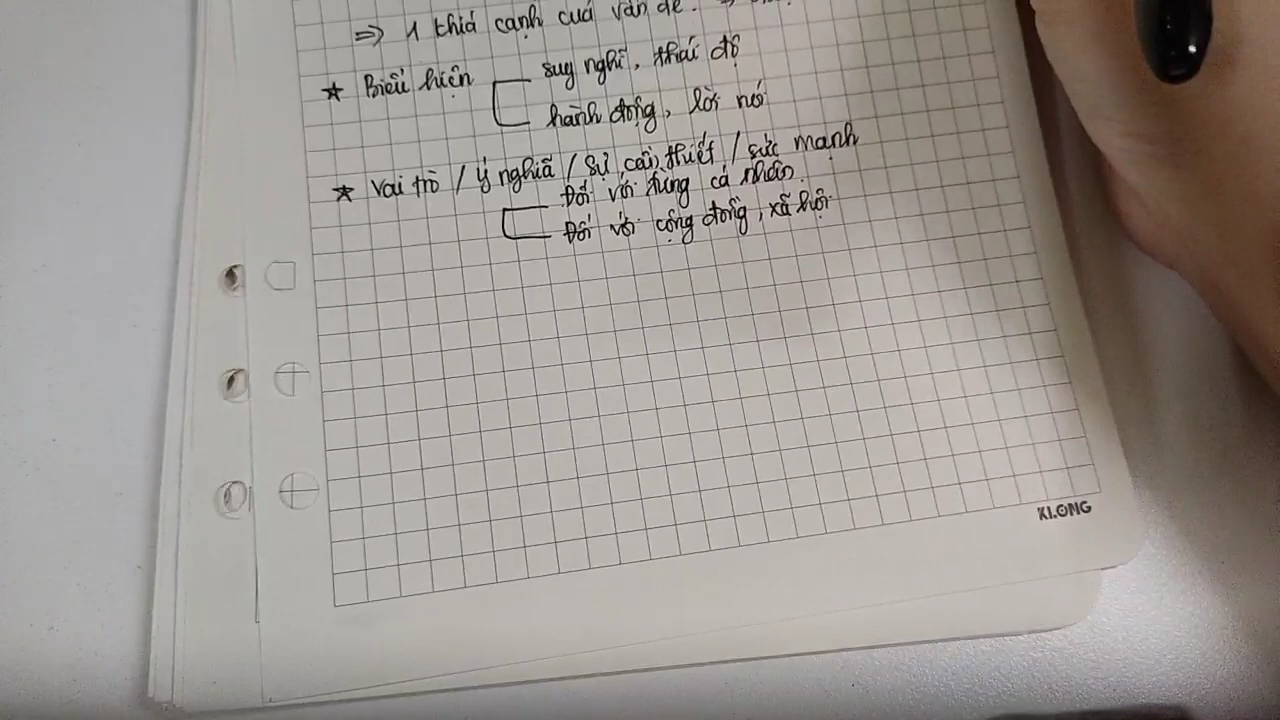 ⇒ 1 khía cạnh của vấn đề.
★ Biểu hiện
suy nghĩ, thái độ
hành động, lời nói
★ Vai trò / ý nghĩa / sự cần thiết / sức mạnh
Đối với từng cá nhân.
Đối với cộng đồng, xã hội
KLONG